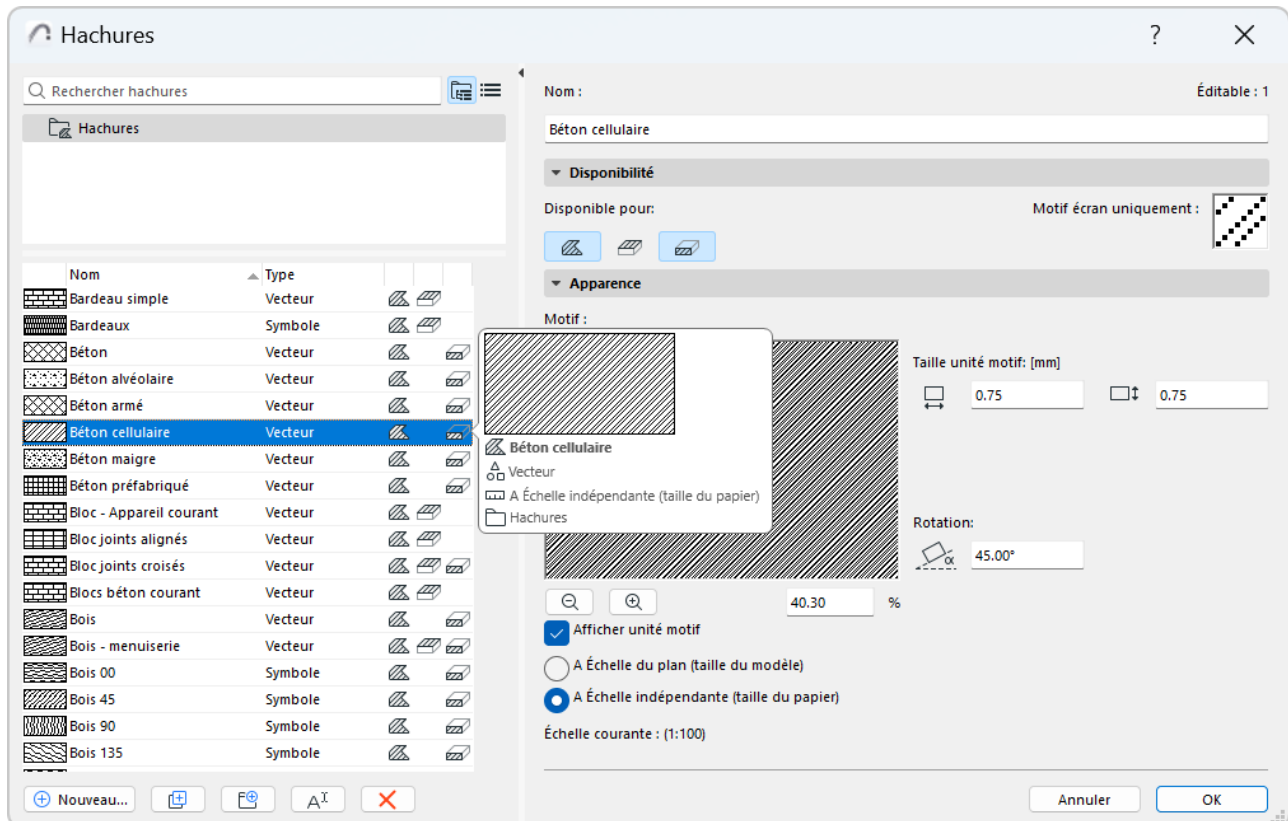 Hachures
?
Rechercher hachures
Hachures
Nom
Type
Bardeau simple Vecteur
Bardeaux Symbole
Béton Vecteur
Béton alvéolaire Vecteur
Béton armé Vecteur
Béton cellulaire Vecteur
Béton maigre Vecteur
Béton préfabriqué Vecteur
Bloc - Appareil courant Vecteur
Bloc joints alignés Vecteur
Bloc joints croisés Vecteur
Blocs béton courant Vecteur
Bois Vecteur
Bois - menuiserie Vecteur
Bois 00 Symbole
Bois 45 Symbole
Bois 90 Symbole
Bois 135 Symbole
Nouveau...
Nom :
Éditable : 1
Béton cellulaire
Disponibilité
Disponible pour:
Motif écran uniquement :
Apparence
Motif :
Béton cellulaire
Vecteur
A Échelle indépendante (taille du papier)
Hachures
Taille unité motif: [mm]
0.75
0.75
Rotation:
45.00°
40.30 %
Afficher unité motif
A Échelle du plan (taille du modèle)
A Échelle indépendante (taille du papier)
Échelle courante : (1:100)
Annuler
OK